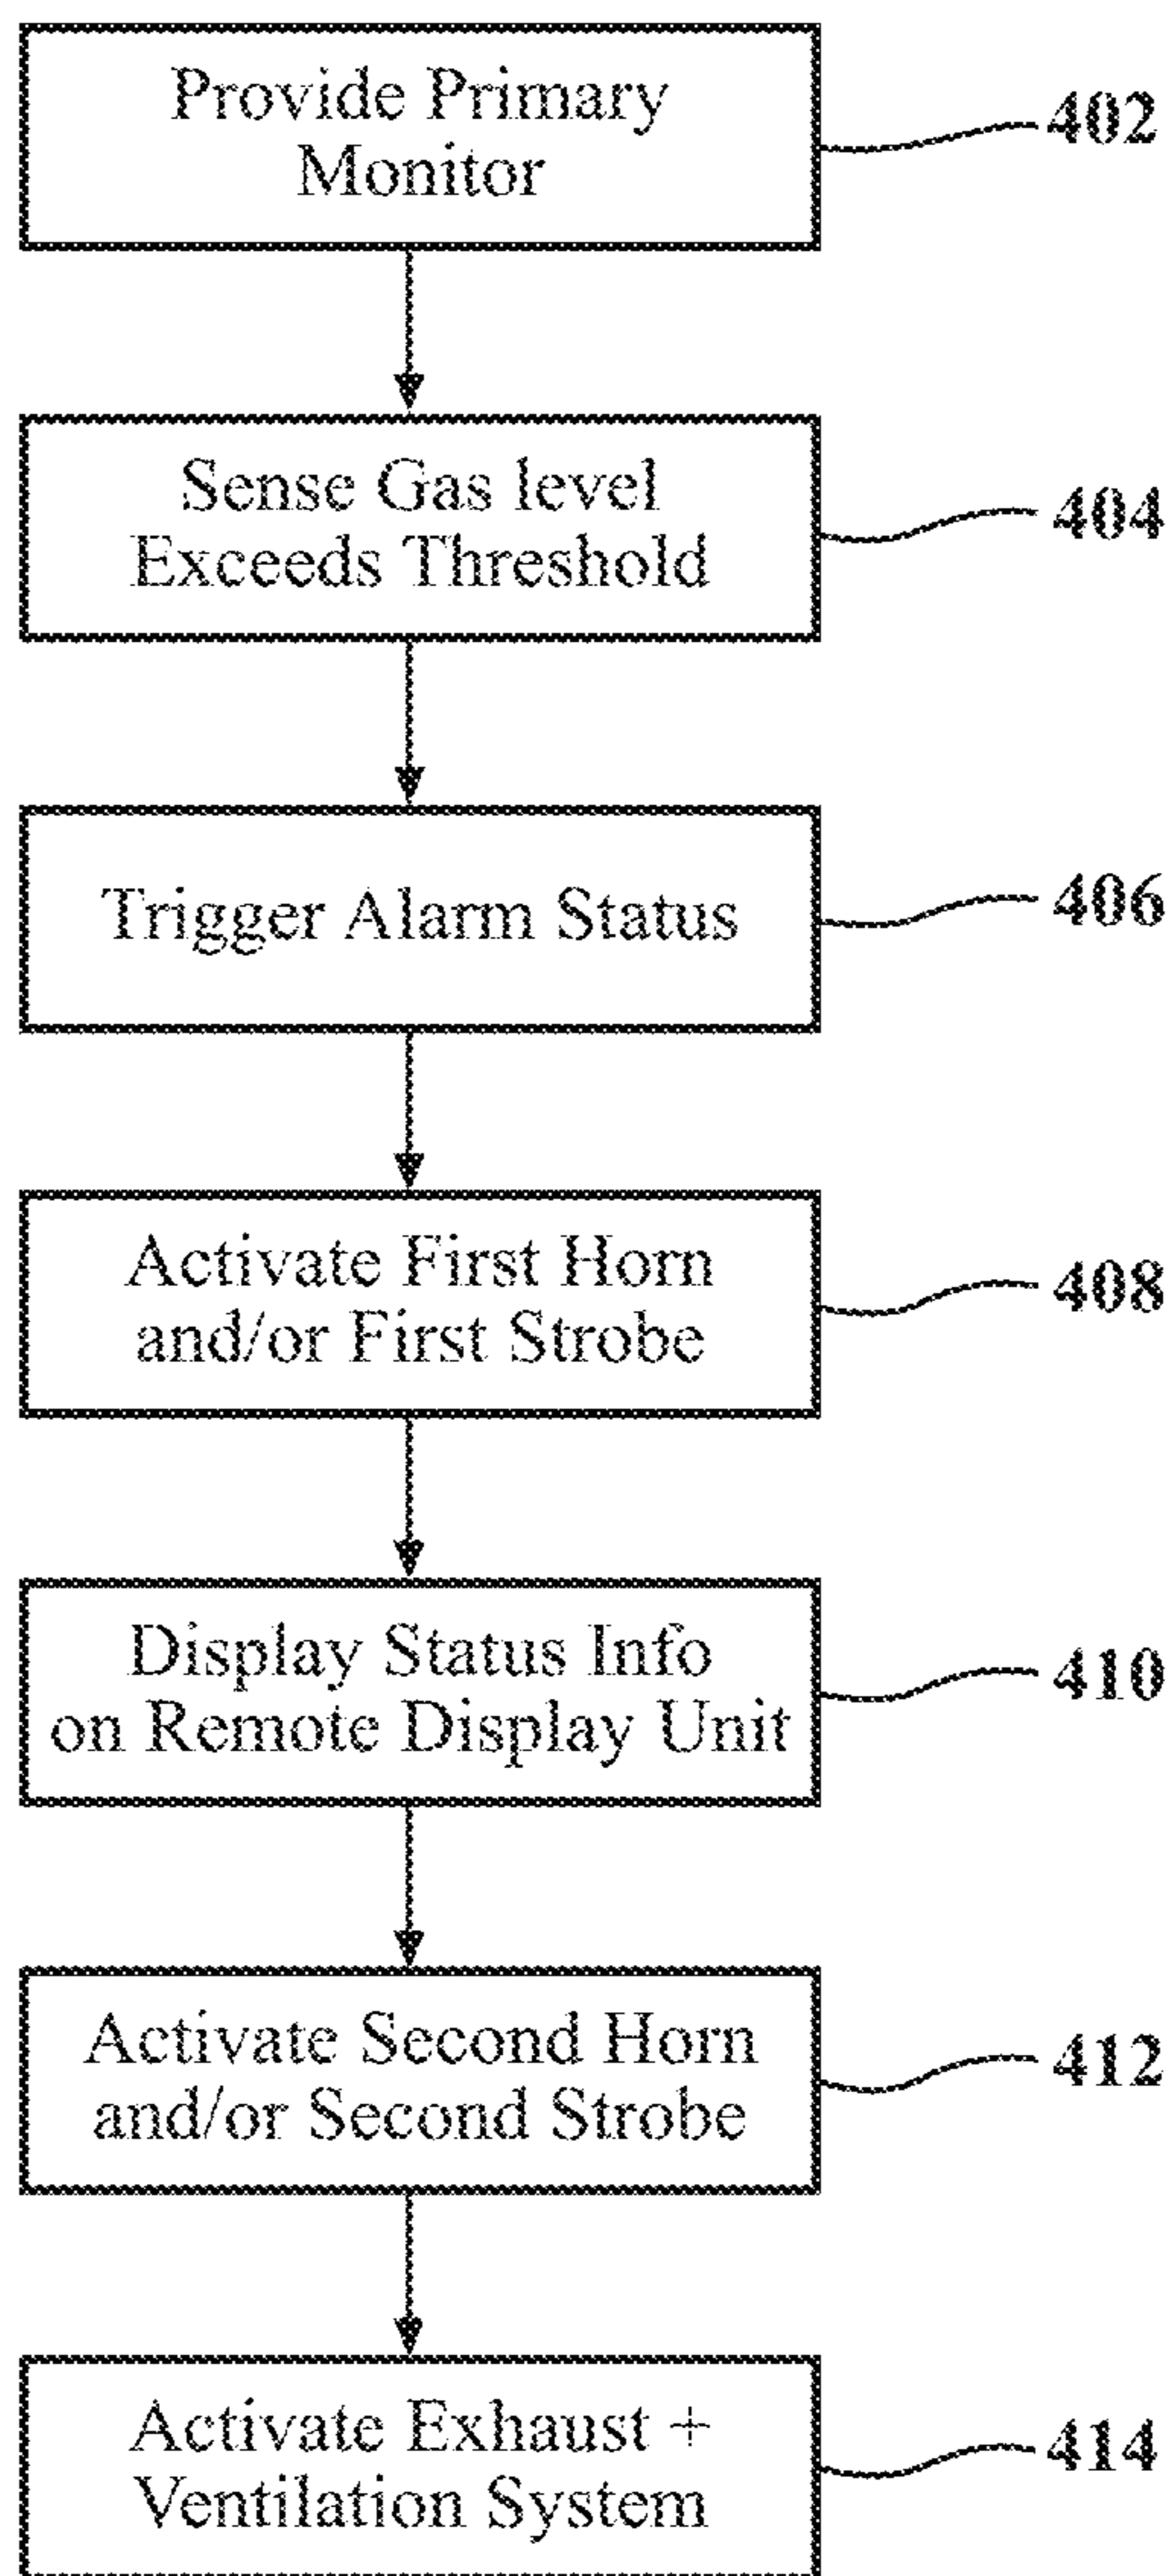 Provide Primary
Monitor
402
Sense Gas level
Exceeds Threshold
404
Trigger Alarm Status
406
Activate First Horn
and/or First Strobe
408
Display Status Info
on Remote Display Unit
410
Activate Second Horn
and/or Second Strobe
412
Activate Exhaust +
Ventilation System
414